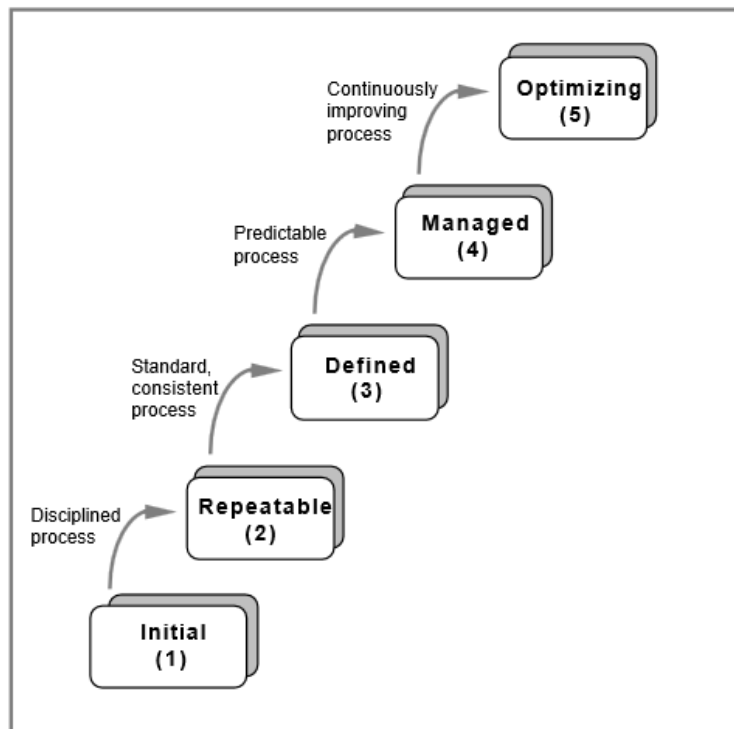 Continuously
improving
process
Optimizing
(5)
Predictable
process
Managed
(4)
Standard,
consistent
process
Defined
(3)
Disciplined
process
Repeatable
(2)
Initial
(1)